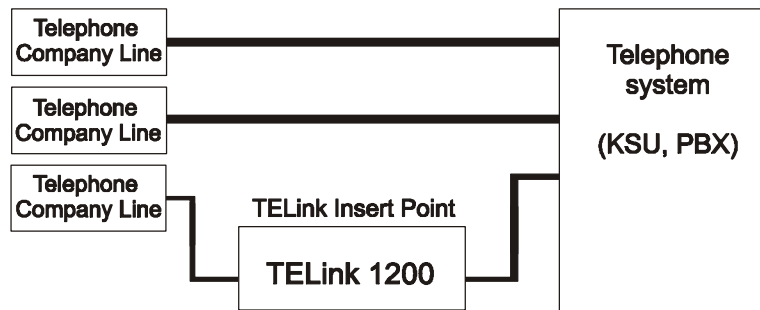 Telephone
Company Line
Telephone
Company Line
Telephone
Company Line
Telephone
system
(KSU, PBX)
TELink Insert Point
TELink 1200